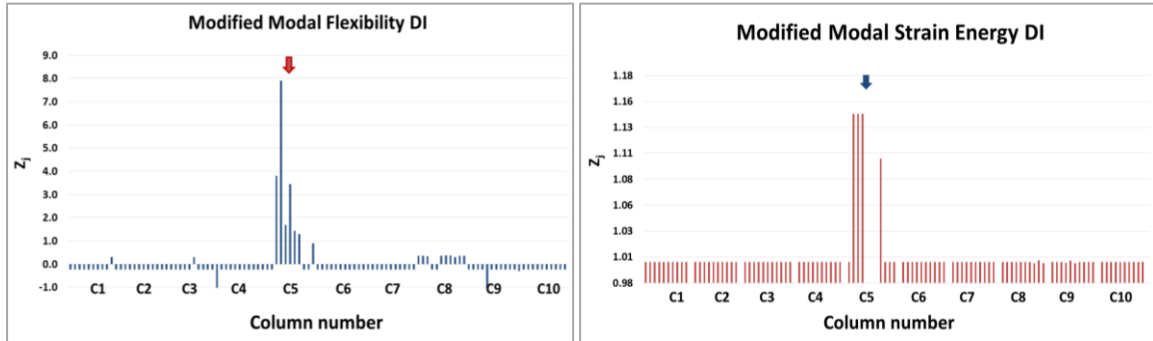 Modified Modal Flexibility DI
9.0
8.0
7.0
6.0
5.0
4.0
3.0
2.0
1.0
0.0
-1.0
Zj
C1 C2 C3 C4 C5 C6 C7 C8 C9 C10
Column number
Modified Modal Strain Energy DI
1.18
1.16
1.13
1.11
1.08
1.06
1.03
1.01
0.98
Zj
C1 C2 C3 C4 C5 C6 C7 C8 C9 C10
Column number